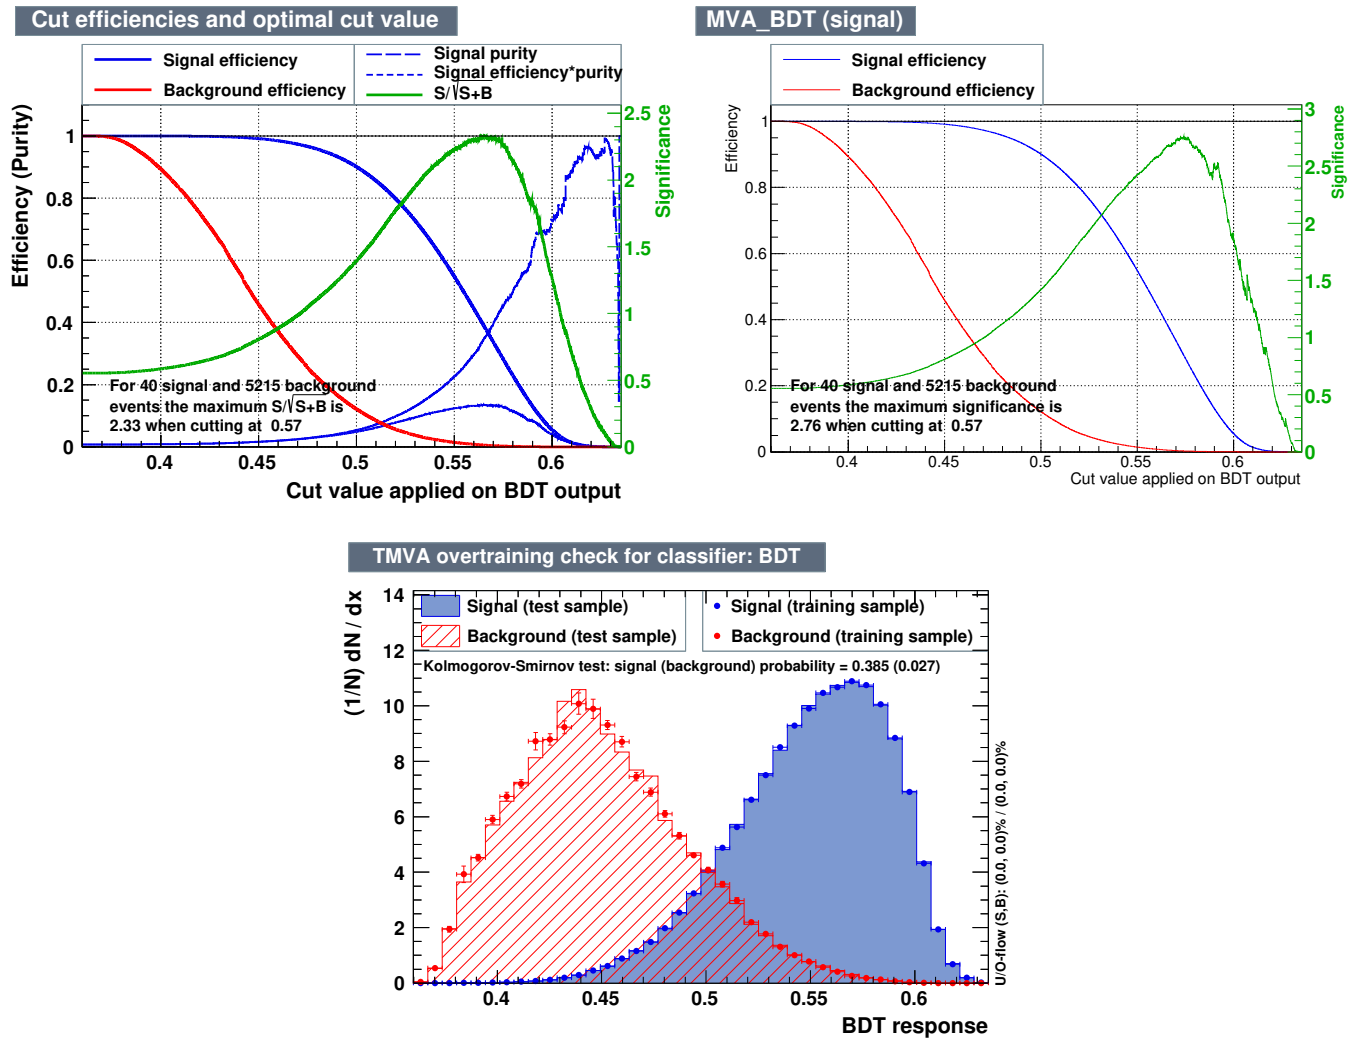 Cut efficiencies and optimal cut value
Signal efficiency
Background efficiency
Signal purity
Signal efficiency*purity
S/√S+B
Efficiency (Purity)
1
0.8
0.6
0.4
0.2
0
2.5
2
1.5
1
0.5
0
Significance
For 40 signal and 5215 background
events the maximum S/√S+B is
2.33 when cutting at 0.57
0.4 0.45 0.5 0.55 0.6
Cut value applied on BDT output
MVA_BDT (signal)
Signal efficiency
Background efficiency
Efficiency
1
0.8
0.6
0.4
0.2
0
3
2.5
2
1.5
1
0.5
0
Significance
For 40 signal and 5215 background
events the maximum significance is
2.76 when cutting at 0.57
0.4 0.45 0.5 0.55 0.6
Cut value applied on BDT output
TMVA overtraining check for classifier: BDT
(1/N) dN / dx
14
12
10
8
6
4
2
0
Signal (test sample)
Background (test sample)
Signal (training sample)
Background (training sample)
Kolmogorov-Smirnov test: signal (background) probability = 0.385 (0.027)
0.4 0.45 0.5 0.55 0.6
BDT response
U/O-flow (S,B): (0.0, 0.0)% / (0.0, 0.0)%